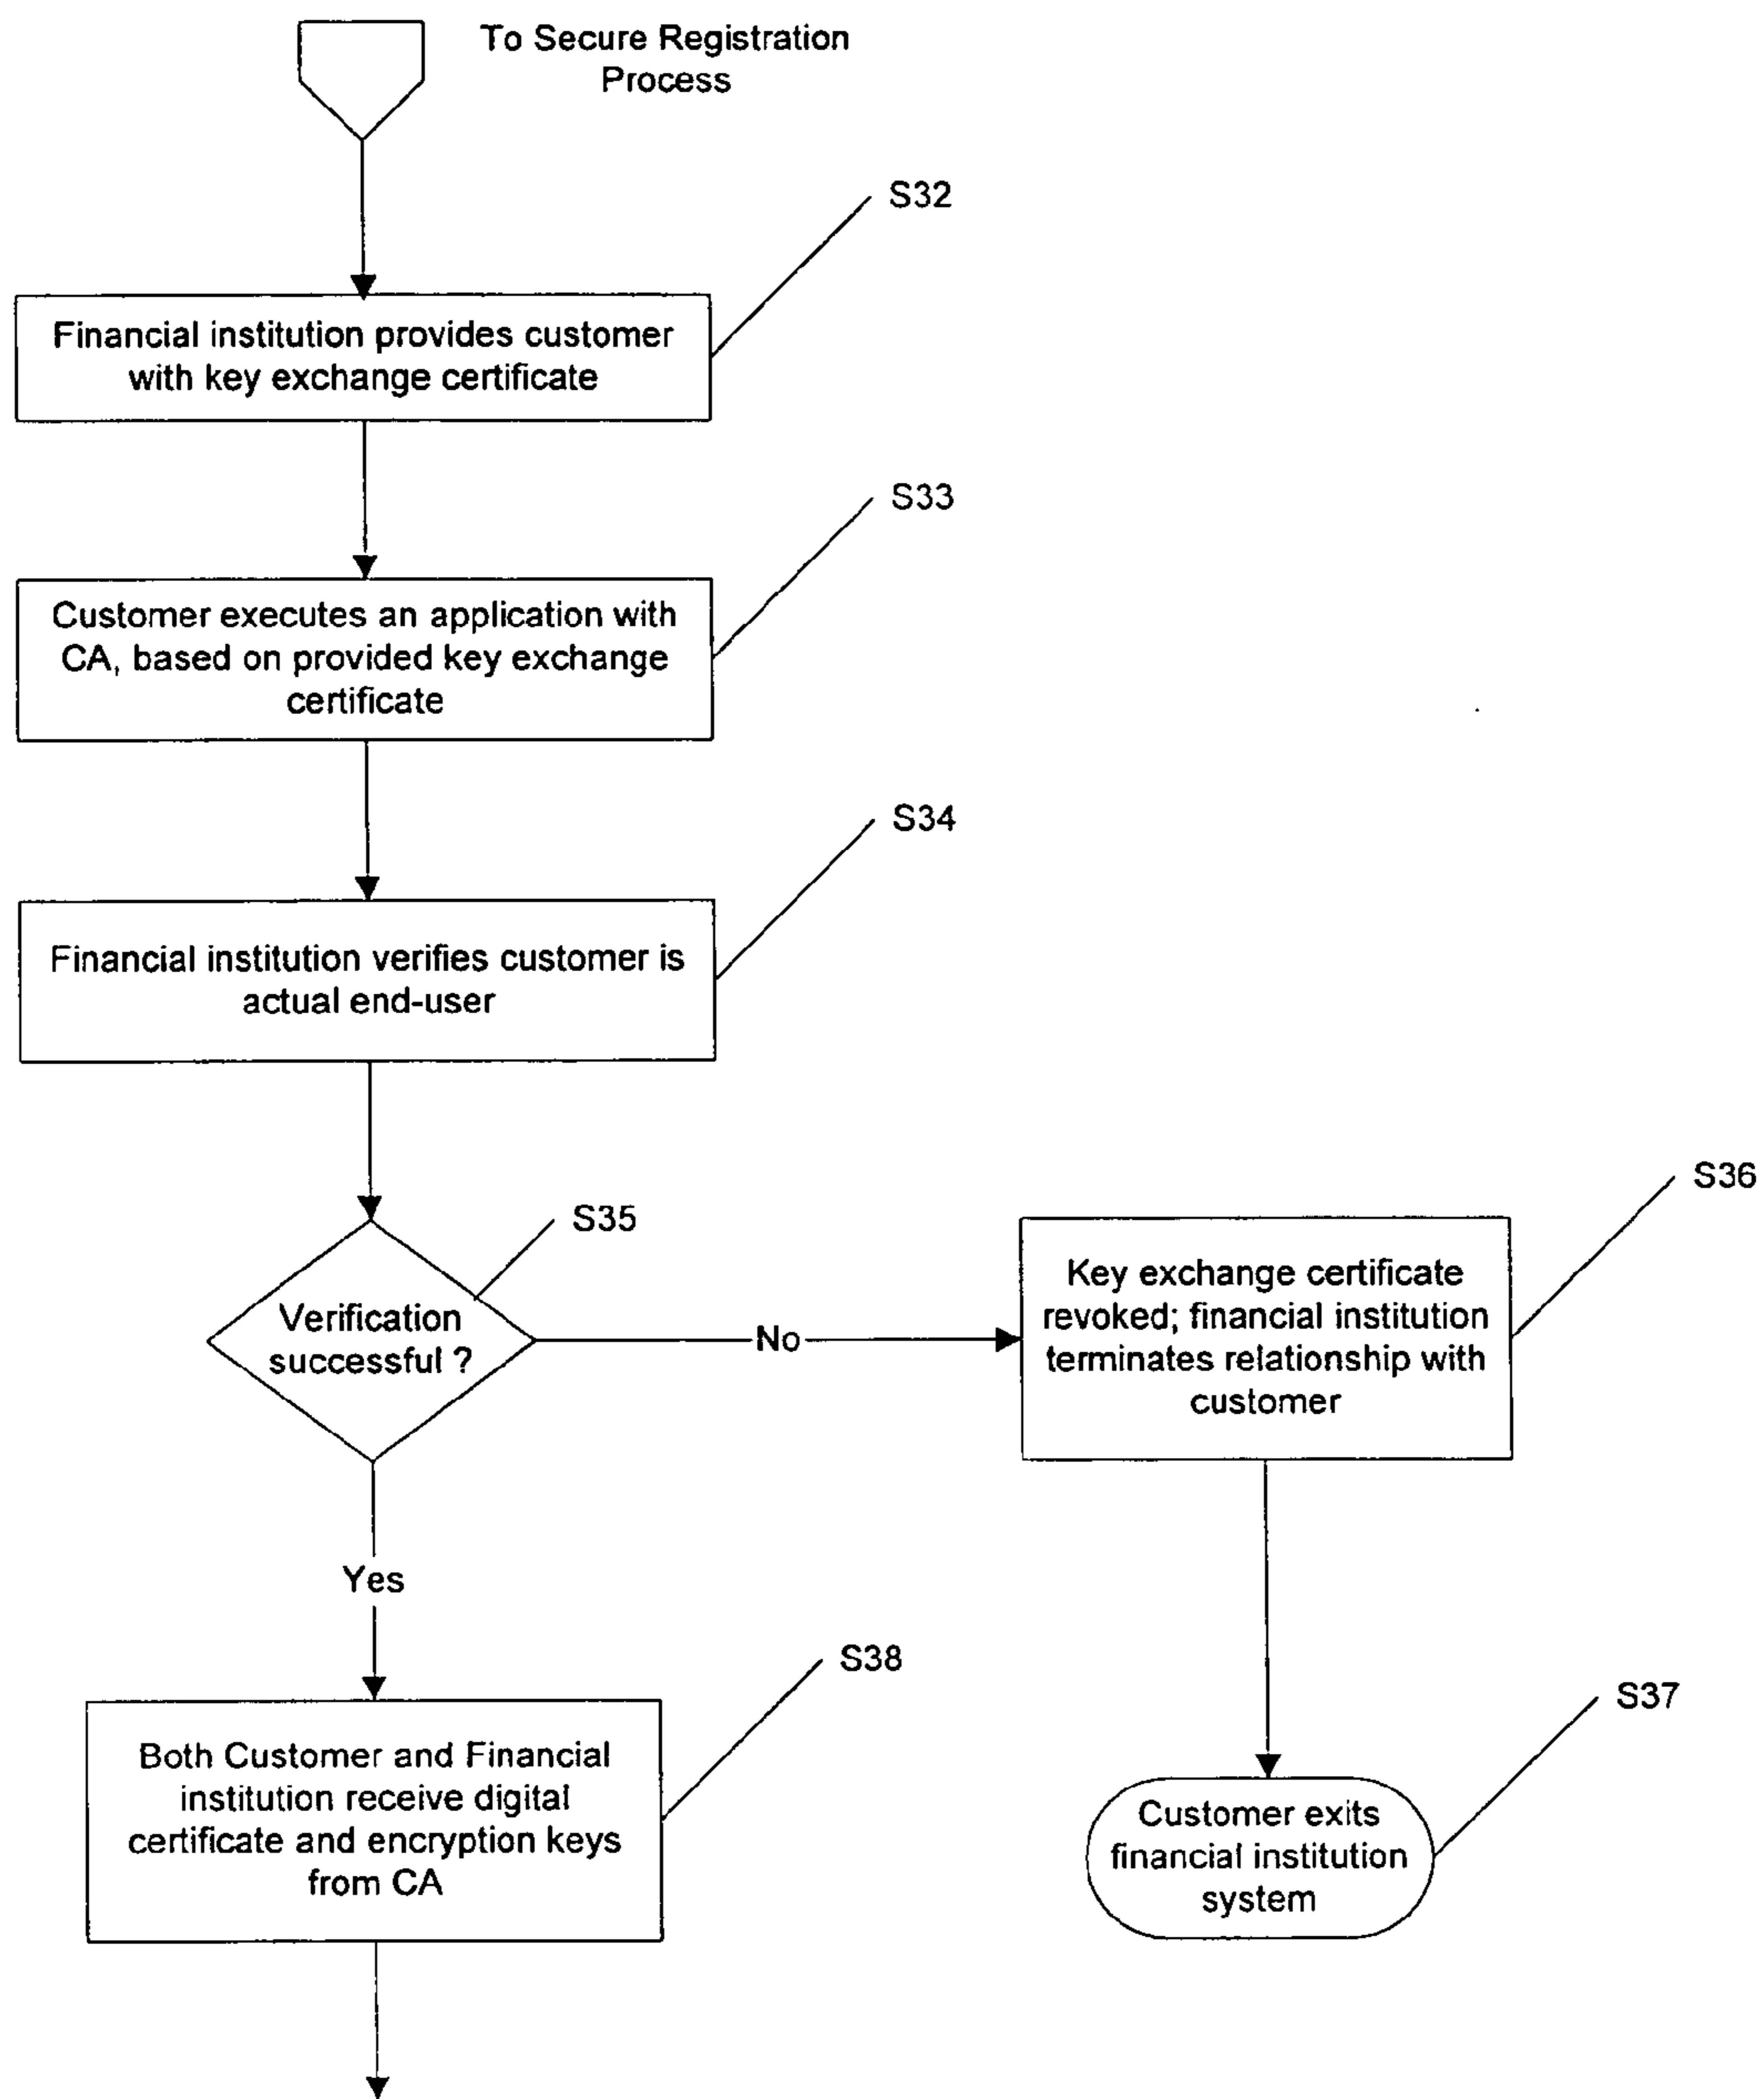 To Secure Registration
Process
S32
Financial institution provides customer
with key exchange certificate
S33
Customer executes an application with
CA, based on provided key exchange
certificate
S34
Financial institution verifies customer is
actual end-user
S35
Verification
successful ?
No
S36
Key exchange certificate
revoked; financial institution
terminates relationship with
customer
Yes
S38
Both Customer and Financial
institution receive digital
certificate and encryption keys
from CA
S37
Customer exits
financial institution
system